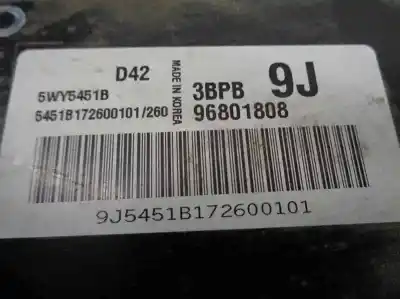 D42
5WY5451B
5451B172600101/260
MADE IN KOREA
3BPB 9J
96801808
9J5451B172600101